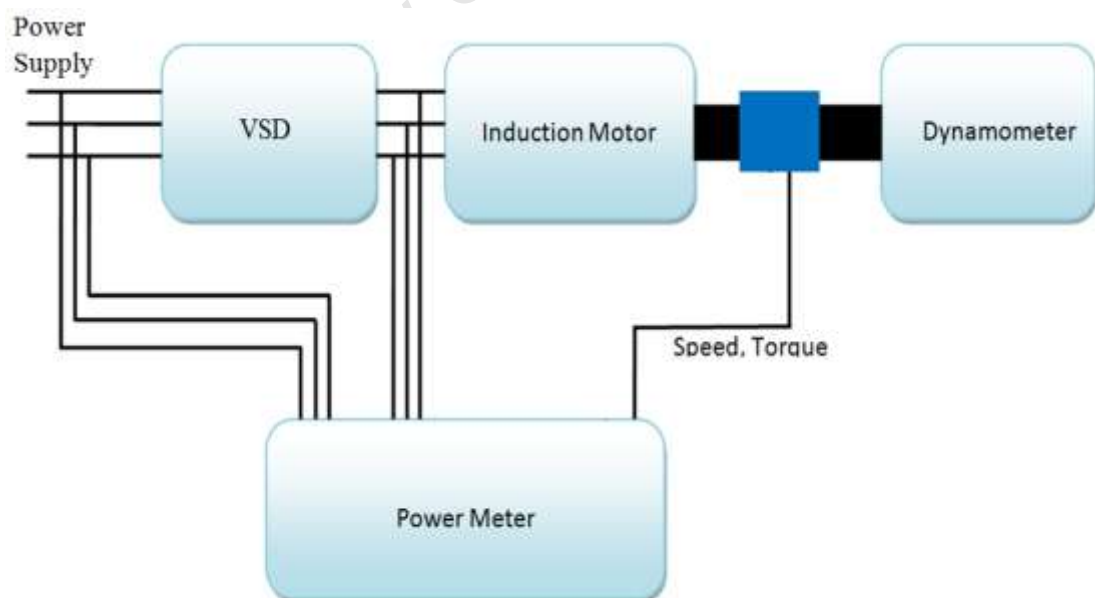 Power
Supply
VSD
Induction Motor
Dynamometer
Speed, Torque
Power Meter